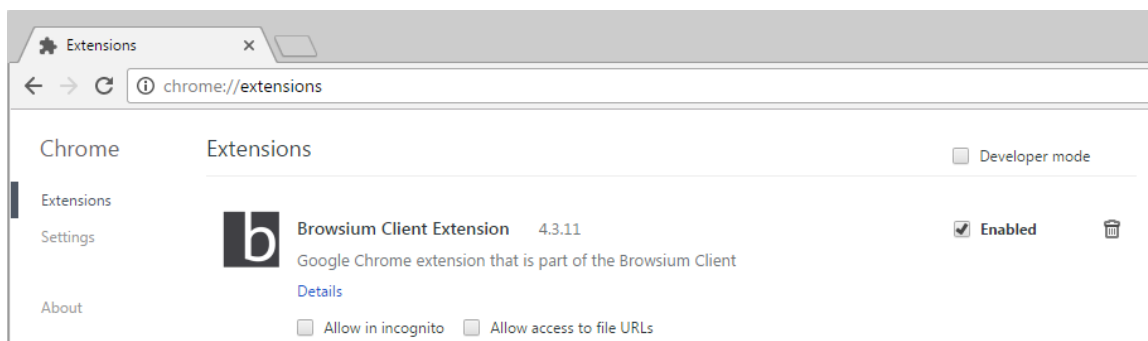 Extensions
chrome://extensions
Chrome
Extensions
Developer mode
Extensions
Settings
About
b
Browsium Client Extension 4.3.11
Enabled
Google Chrome extension that is part of the Browsium Client
Details
Allow in incognito Allow access to file URLs